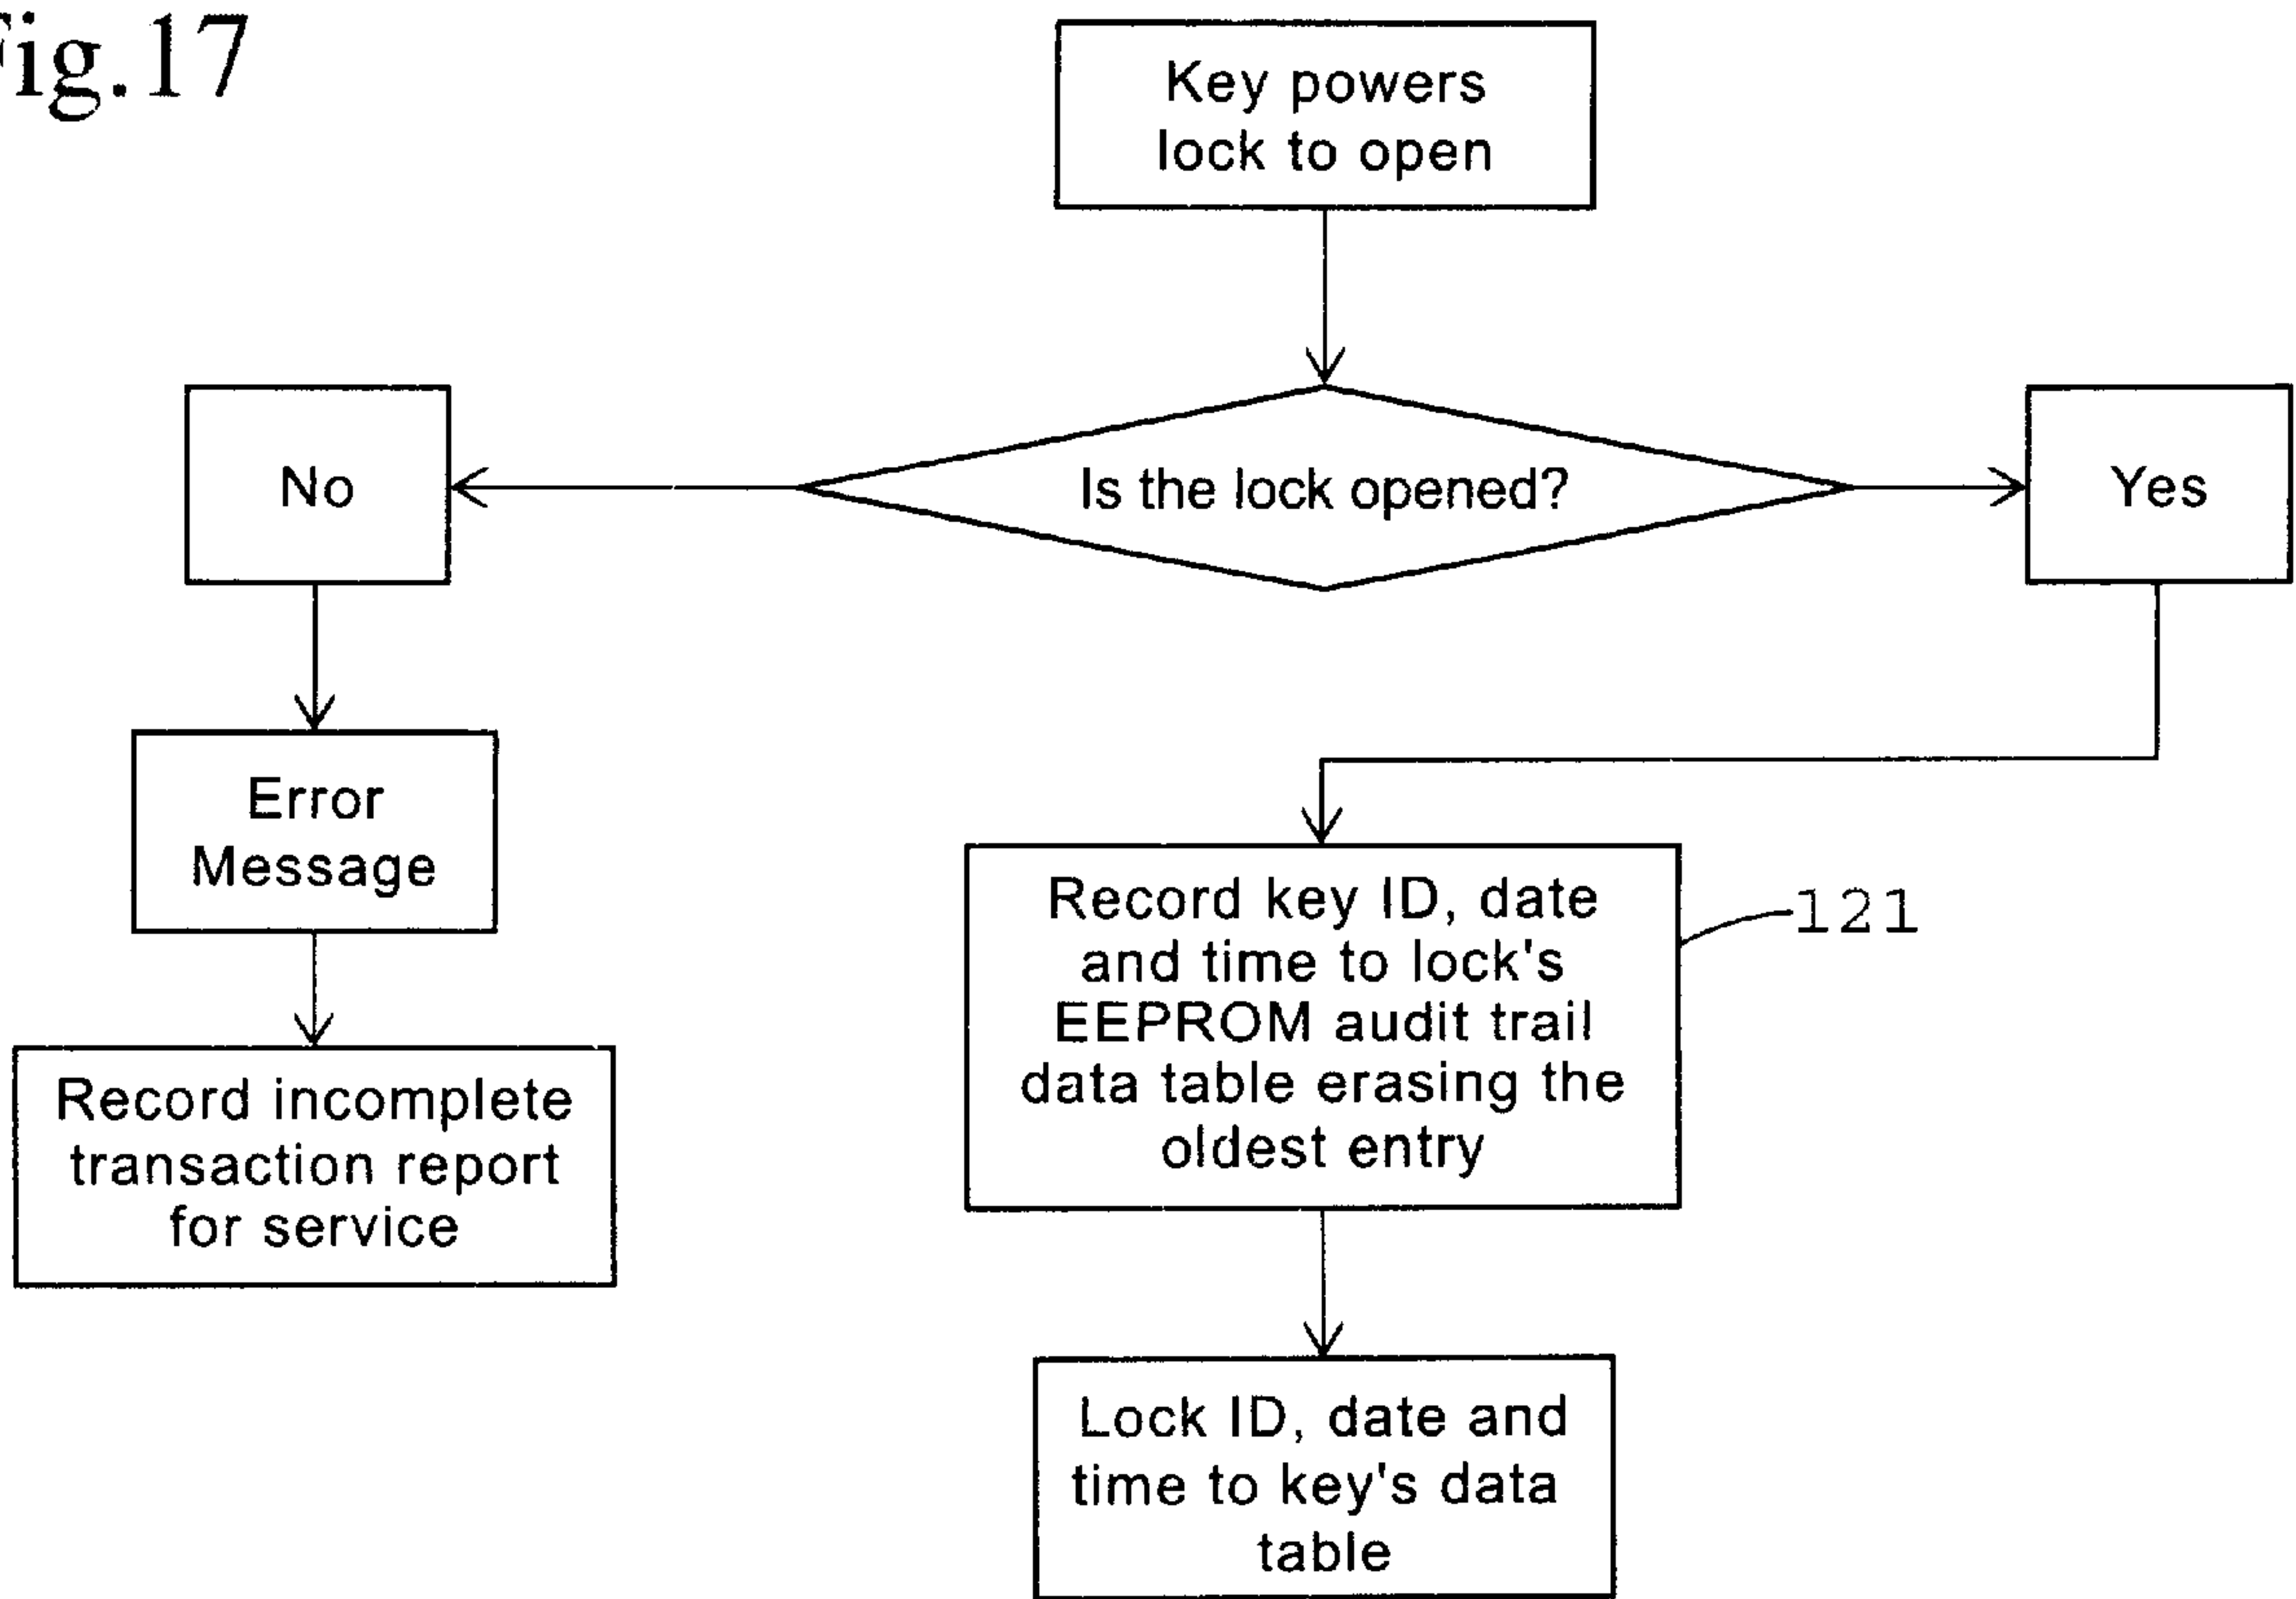 Fig.17
Key powers
lock to open
No
Is the lock opened?
Yes
Error
Message
Record key ID, date
and time to lock's
EEPROM audit trail
data table erasing the
oldest entry
121
Record incomplete
transaction report
for service
Lock ID, date and
time to key's data
table